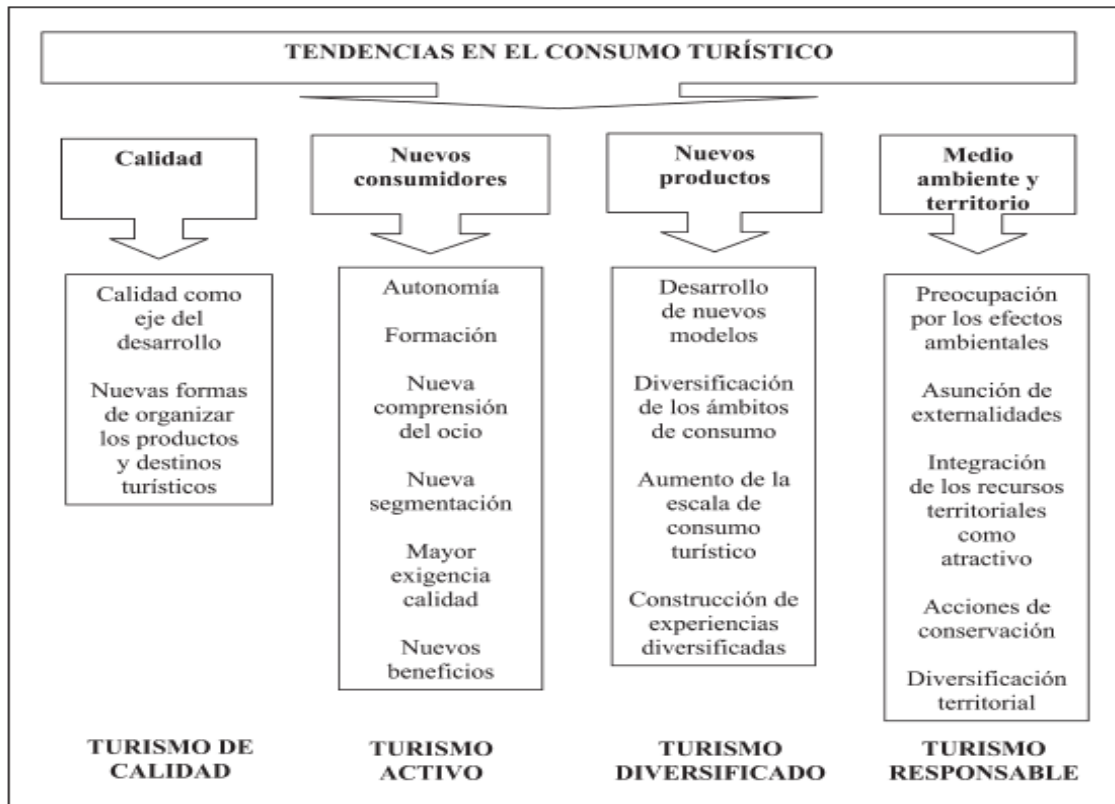 TENDENCIAS EN EL CONSUMO TURÍSTICO
Calidad
Calidad como
eje del
desarrollo
Nuevas formas
de organizar
los productos
y destinos
turísticos
TURISMO DE
CALIDAD
Nuevos
consumidores
Autonomía
Formación
Nueva
comprensión
del ocio
Nueva
segmentación
Mayor
exigencia
calidad
Nuevos
beneficios
TURISMO
ACTIVO
Nuevos
productos
Desarrollo
de nuevos
modelos
Diversificación
de los ámbitos
de consumo
Aumento de la
escala de
consumo
turístico
Construcción de
experiencias
diversificadas
TURISMO
DIVERSIFICADO
Medio
ambiente y
territorio
Preocupación
por los efectos
ambientales
Asunción de
externalidades
Integración
de los recursos
territoriales
como
atractivo
Acciones de
conservación
Diversificación
territorial
TURISMO
RESPONSABLE